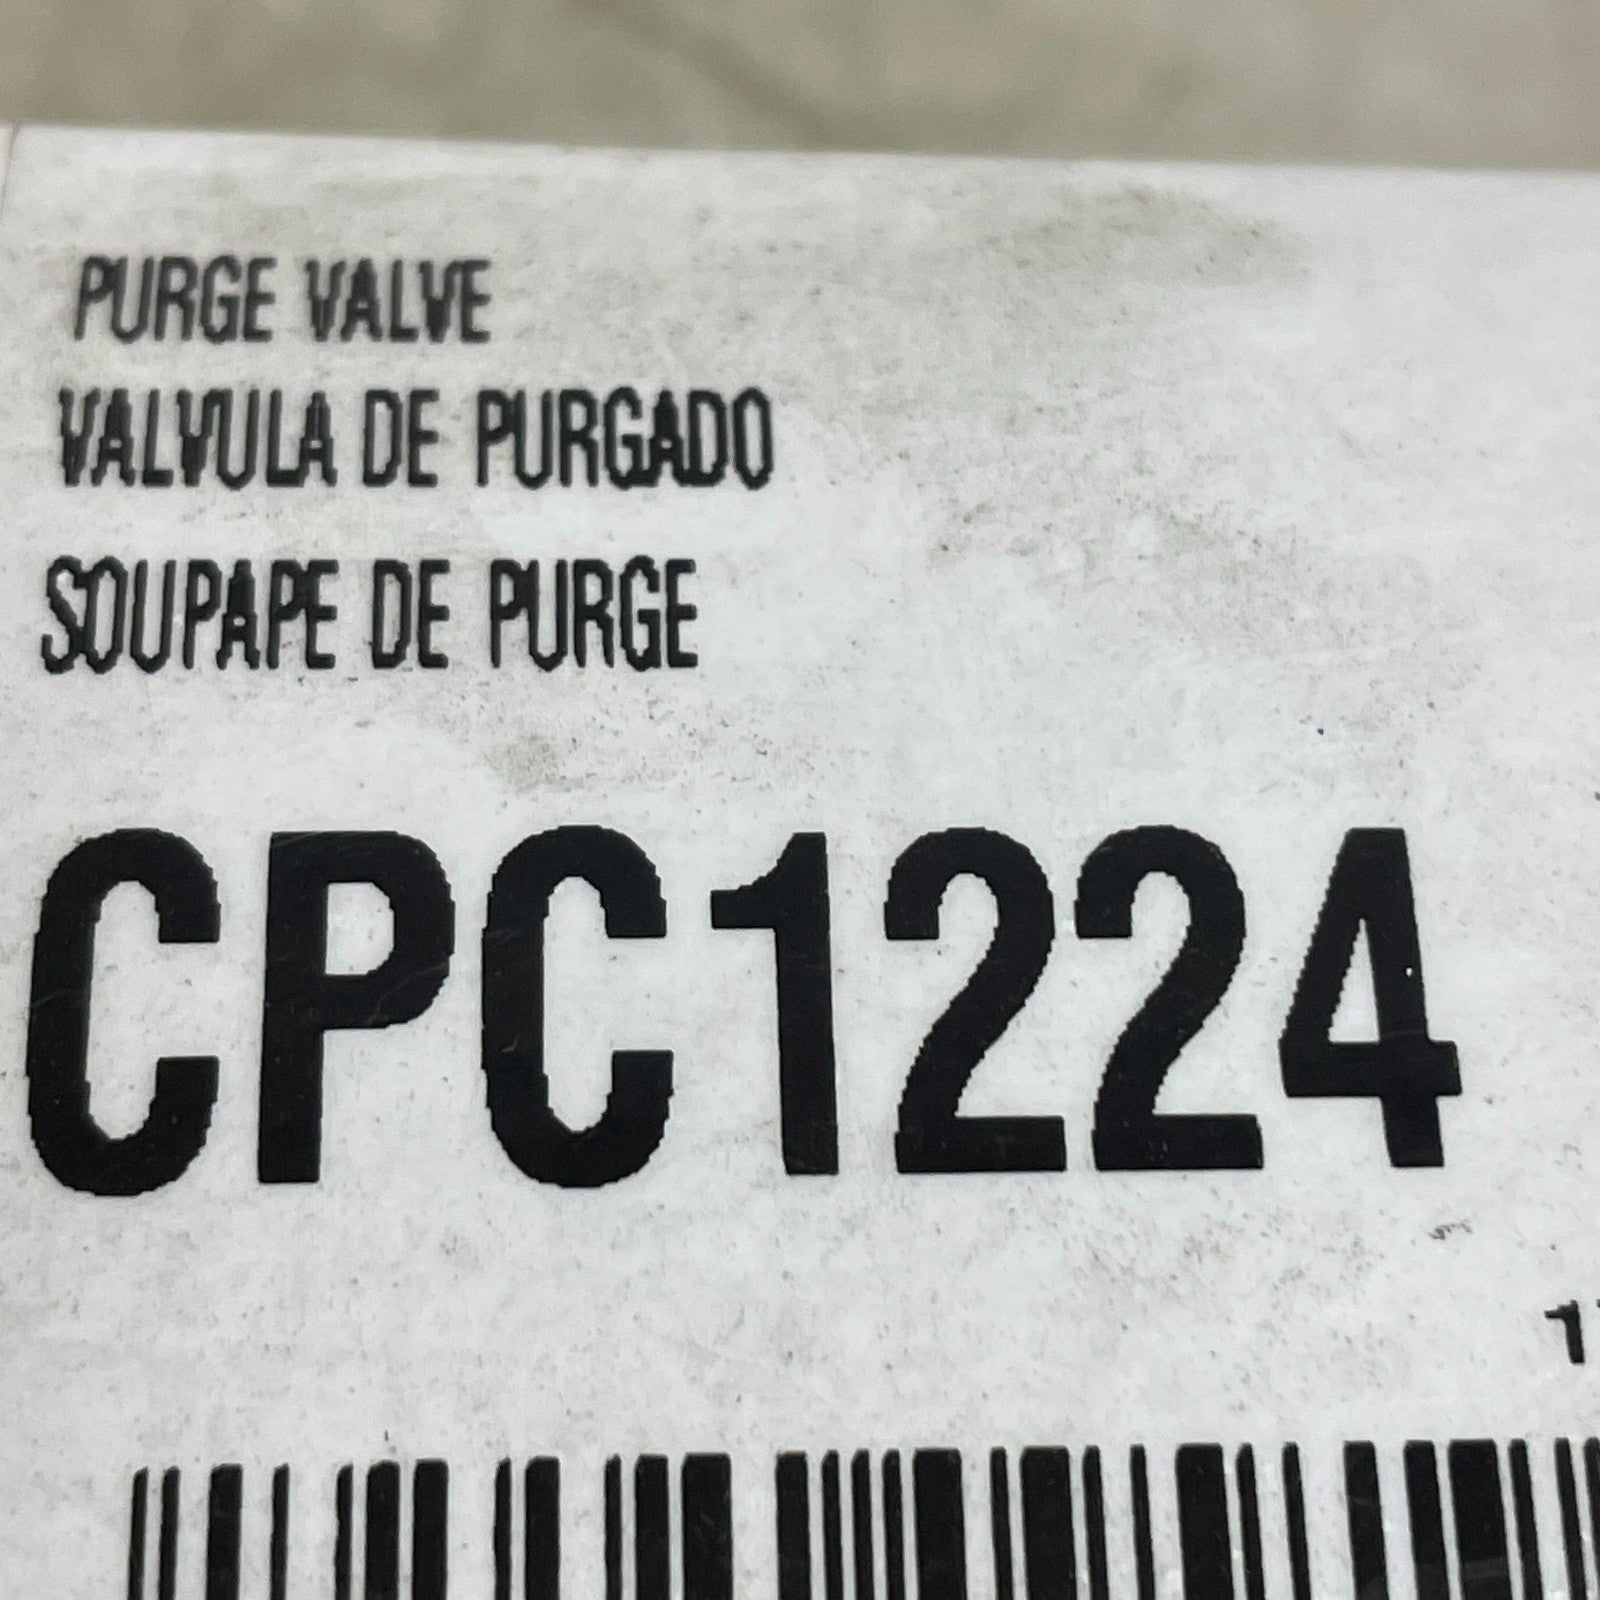 PURGE VALVE
VALVULA DE PURGADO
SOUPAPE DE PURGE
CPC1224